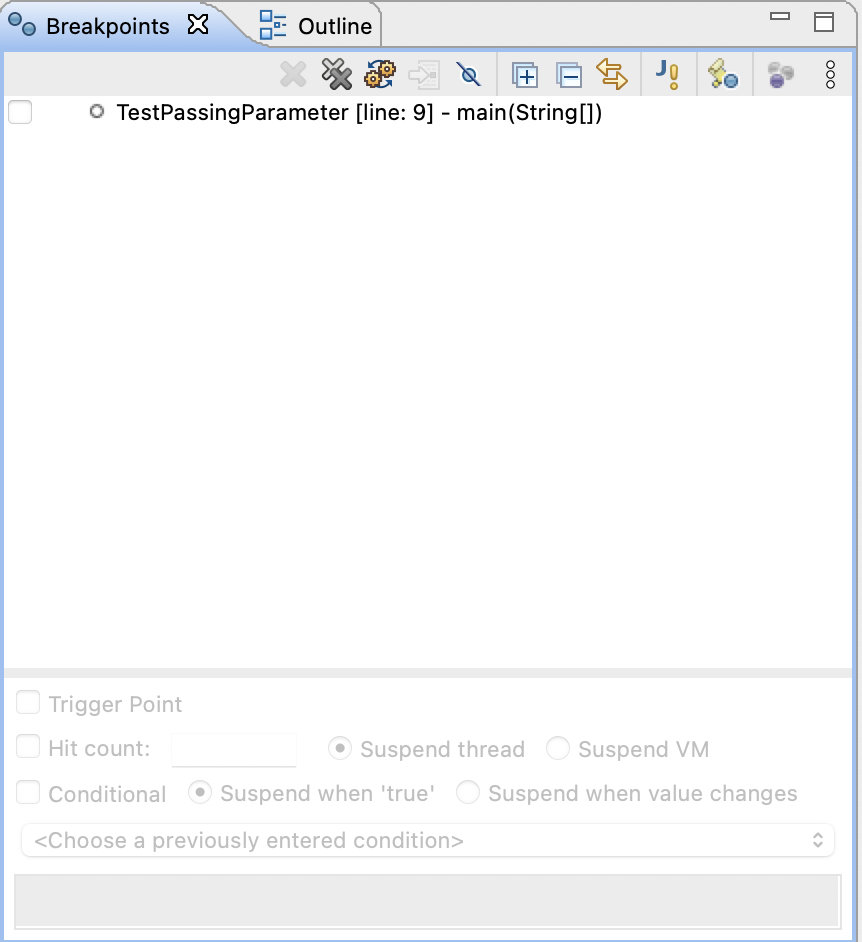 Breakpoints Outline
TestPassingParameter [line: 9] - main(String[])
Trigger Point
Hit count: Suspend thread Suspend VM
Conditional Suspend when 'true' Suspend when value changes
<Choose a previously entered condition>